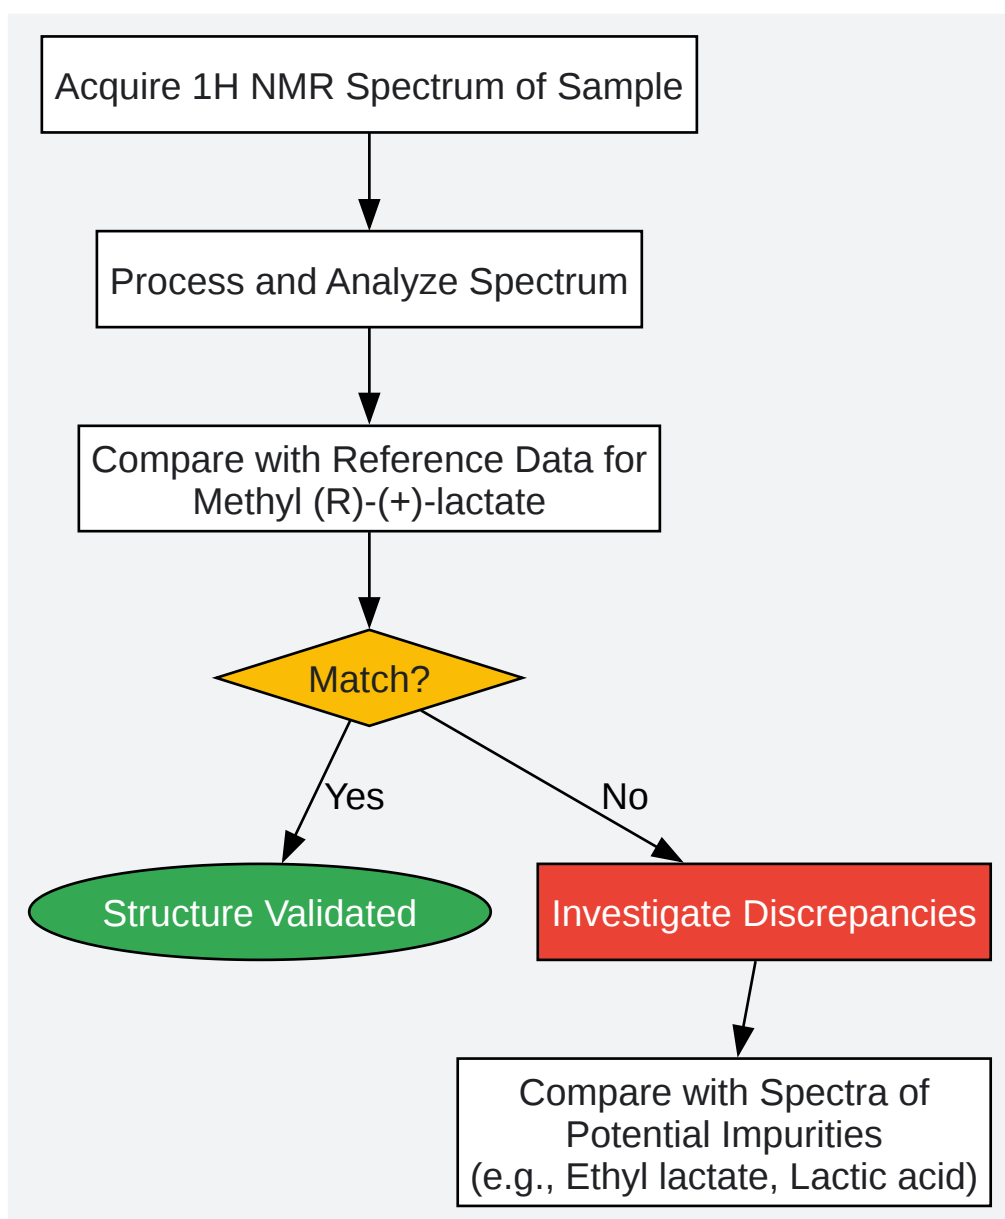 Acquire 1H NMR Spectrum of Sample
Process and Analyze Spectrum
Compare with Reference Data for
Methyl (R)-(+)-lactate
Match?
Yes
No
Structure Validated
Investigate Discrepancies
Compare with Spectra of
Potential Impurities
(e.g., Ethyl lactate, Lactic acid)